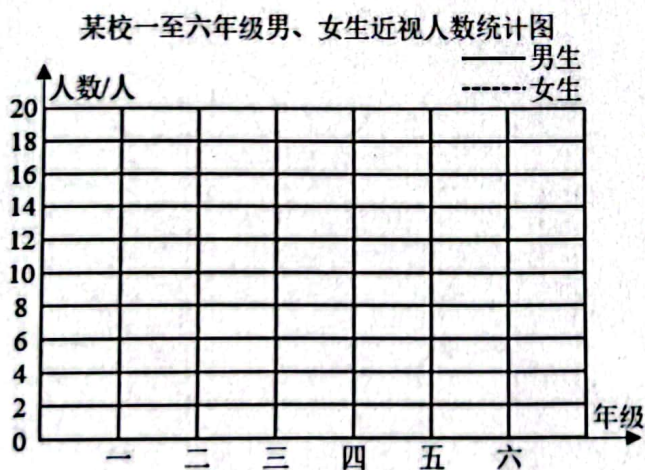 某校一至六年级男、女生近视人数统计图
男生
女生
人数/人
20
18
16
14
12
10
8
6
4
2
0
年级
一 二 三 四 五 六